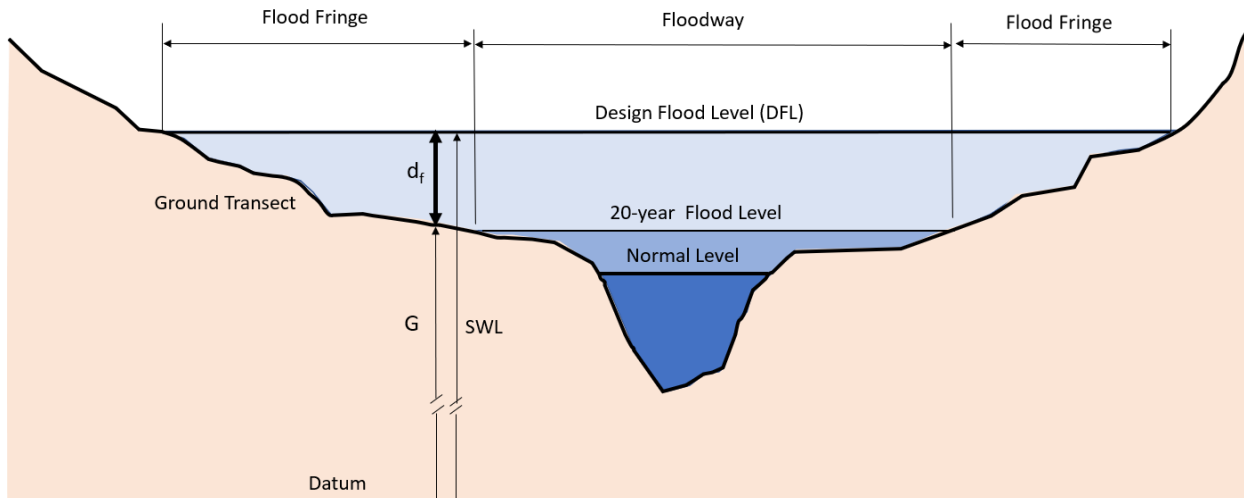 Flood Fringe
Floodway
Flood Fringe
Design Flood Level (DFL)
df
Ground Transect
20-year Flood Level
Normal Level
G
SWL
Datum